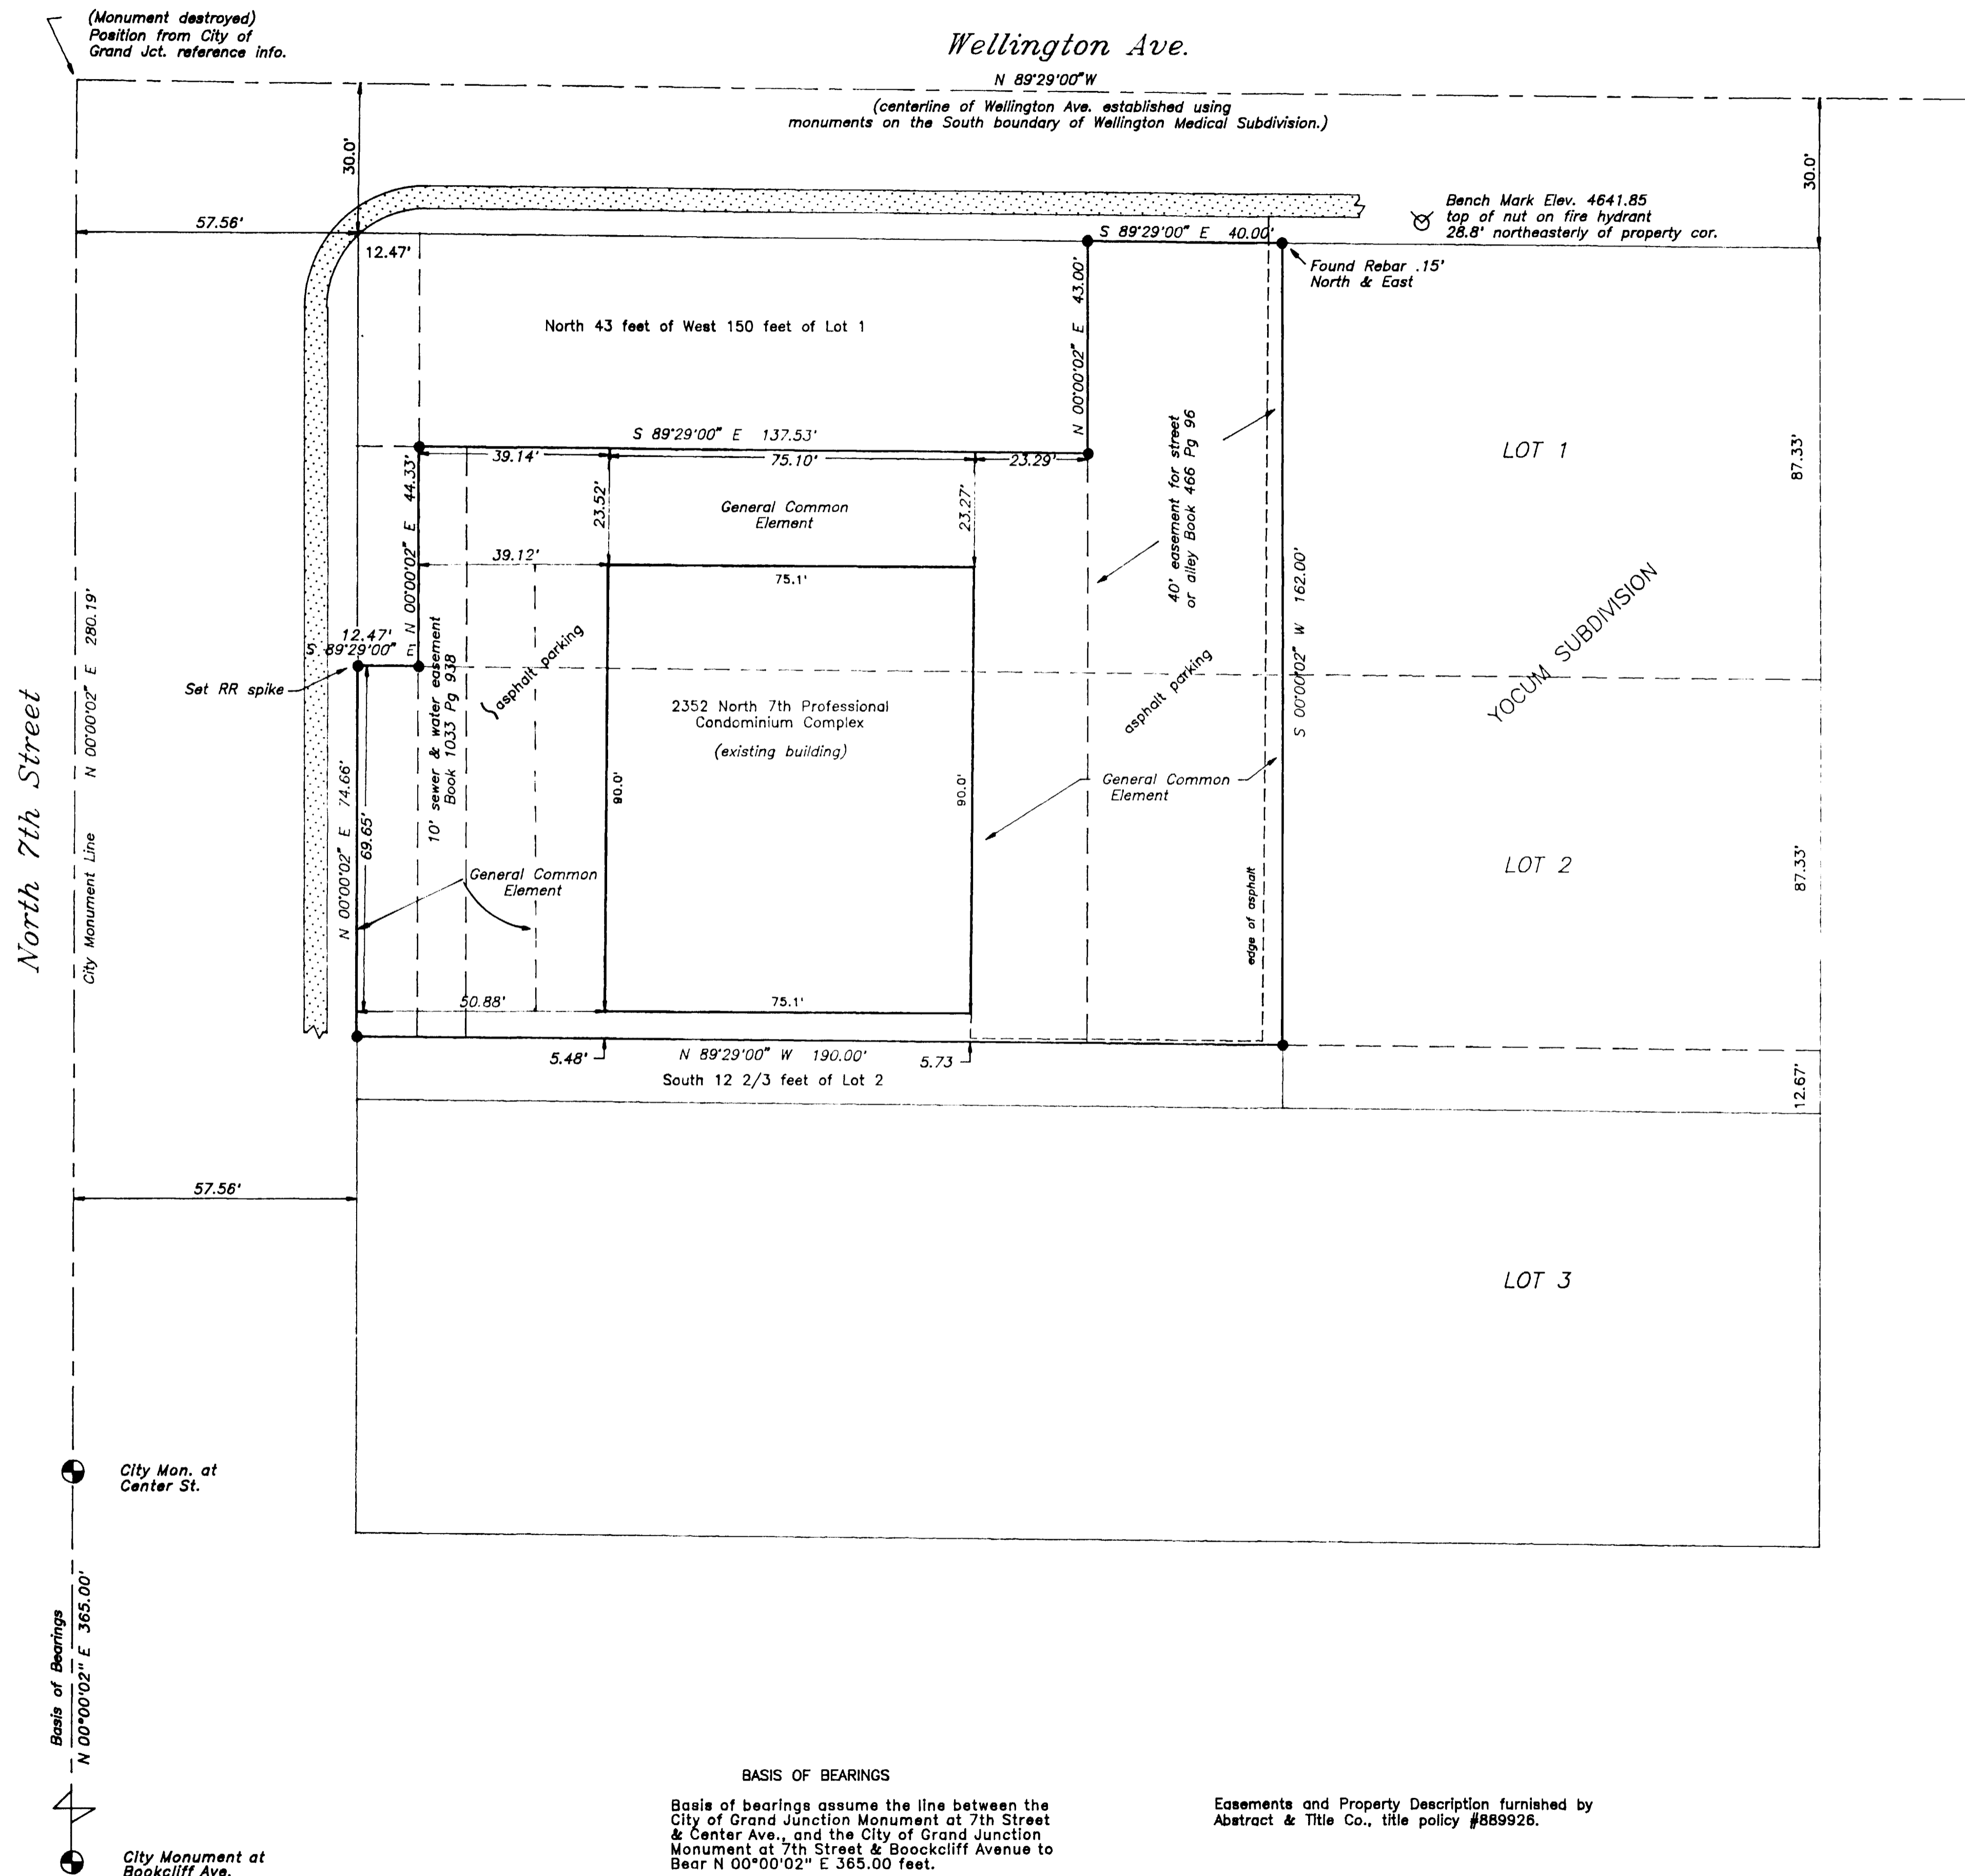 (Monument destroyed)
Position from City of
Grand Jct. reference info.
Wellington Ave.
N 89°29'00"W
(centerline of Wellington Ave. established using
monuments on the South boundary of Wellington Medical Subdivision.)
30.0'
30.0'
Bench Mark Elev. 4641.85
top of nut on fire hydrant
28.8' northeasterly of property cor.
57.56'
12.47'
S 89°29'00" E 40.00'
Found Rebar .15'
North & East
N 00°00'02" E 43.00'
North 43 feet of West 150 feet of Lot 1
40' easement for street
or alley Book 466 Pg 96
S 89°29'00" E 137.53'
39.14'
75.10'
23.29'
LOT 1
87.33'
N 00°00'02" E 44.33'
23.52'
General Common
Element
23.27'
39.12'
75.1'
S 00°00'02" W 162.00'
YOCUM SUBDIVISION
12.47'
S 89°29'00" E
Set RR spike
10' sewer & water easement
Book 1033 Pg 938
asphalt parking
asphalt parking
2352 North 7th Professional
Condominium Complex
(existing building)
North 7th Street
City Monument Line N 00°00'02" E 280.19'
N 00°00'02" E 74.66'
69.65'
90.0'
90.0'
General Common
Element
General Common
Element
edge of asphalt
LOT 2
87.33'
50.88'
75.1'
5.48'
N 89°29'00" W 190.00'
5.73
South 12 2/3 feet of Lot 2
12.67'
57.56'
LOT 3
City Mon. at
Center St.
Basis of Bearings
N 00°00'02" E 365.00'
City Monument at
Bookcliff Ave.
BASIS OF BEARINGS
Basis of bearings assume the line between the
City of Grand Junction Monument at 7th Street
& Center Ave., and the City of Grand Junction
Monument at 7th Street & Boockcliff Avenue to
Bear N 00°00'02" E 365.00 feet.
Easements and Property Description furnished by
Abstract & Title Co., title policy #889926.